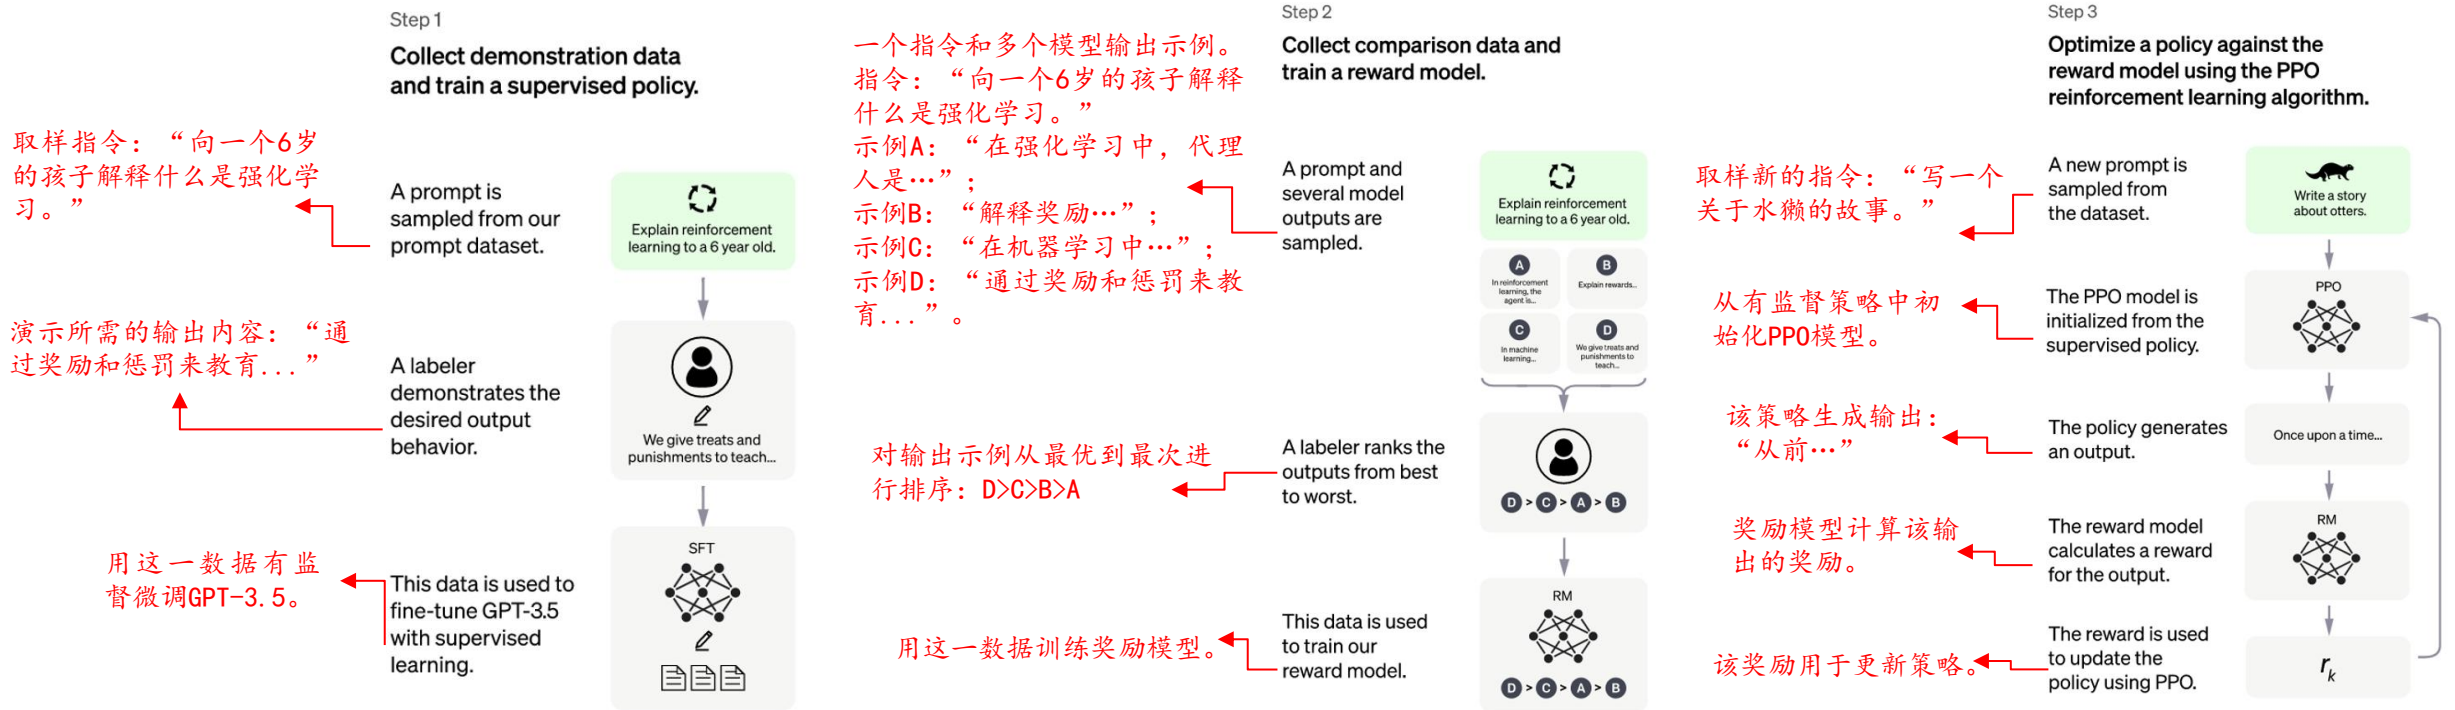 Step 1
Collect demonstration data
and train a supervised policy.
取样指令：“向一个6岁
的孩子解释什么是强化学
习。”
A prompt is
sampled from our
prompt dataset.
Explain reinforcement
learning to a 6 year old.
演示所需的输出内容：“通
过奖励和惩罚来教育...”
A labeler
demonstrates the
desired output
behavior.
We give treats and
punishments to teach...
用这一数据有监
督微调GPT-3.5。
This data is used to
fine-tune GPT-3.5
with supervised
learning.
SFT
Step 2
Collect comparison data and
train a reward model.
一个指令和多个模型输出示例。
指令：“向一个6岁的孩子解释
什么是强化学习。”
示例A：“在强化学习中，代理
人是…”；
示例B：“解释奖励…”；
示例C：“在机器学习中…”；
示例D：“通过奖励和惩罚来教
育...”。
A prompt and
several model
outputs are
sampled.
Explain reinforcement
learning to a 6 year old.
A
In reinforcement
learning, the
agent is...
B
Explain rewards...
C
In machine
learning...
D
We give treats and
punishments to
teach...
对输出示例从最优到最次进
行排序：D>C>B>A
A labeler ranks the
outputs from best
to worst.
D > C > A > B
用这一数据训练奖励模型。
This data is used
to train our
reward model.
RM
D > C > A > B
Step 3
Optimize a policy against the
reward model using the PPO
reinforcement learning algorithm.
取样新的指令：“写一个
关于水獭的故事。”
A new prompt is
sampled from
the dataset.
Write a story
about otters.
从有监督策略中初
始化PPO模型。
The PPO model is
initialized from the
supervised policy.
PPO
该策略生成输出：
“从前…”
The policy generates
an output.
Once upon a time...
奖励模型计算该输
出的奖励。
The reward model
calculates a reward
for the output.
RM
该奖励用于更新策略。
The reward is used
to update the
policy using PPO.
rk